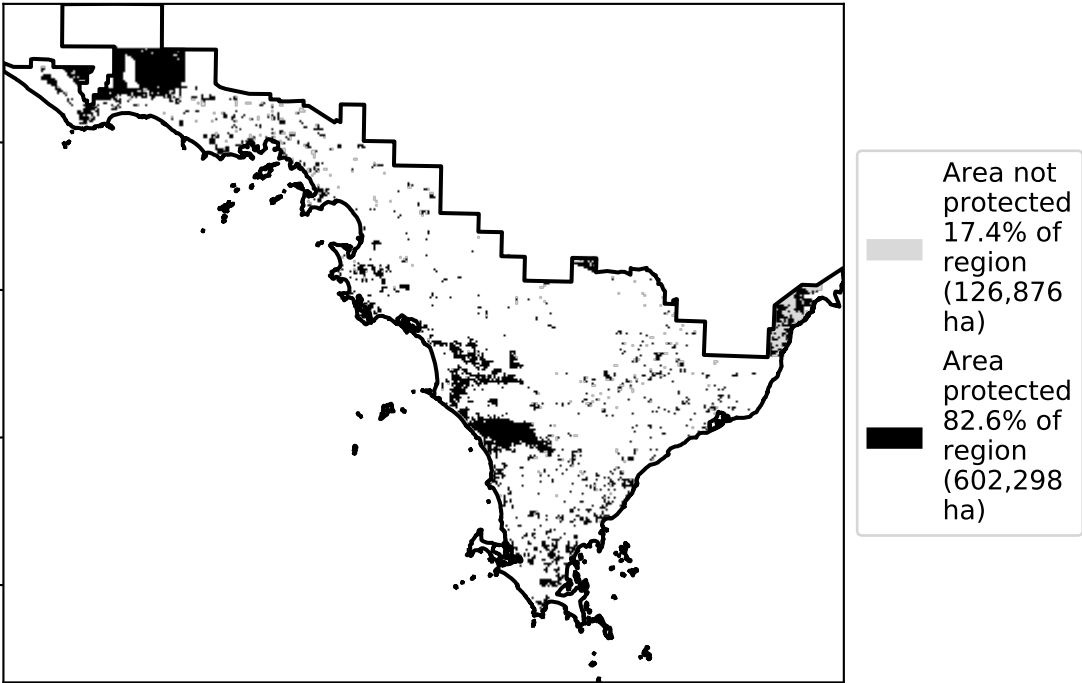 Area not
protected
17.4% of
region
(126,876
ha)
Area
protected
82.6% of
region
(602,298
ha)